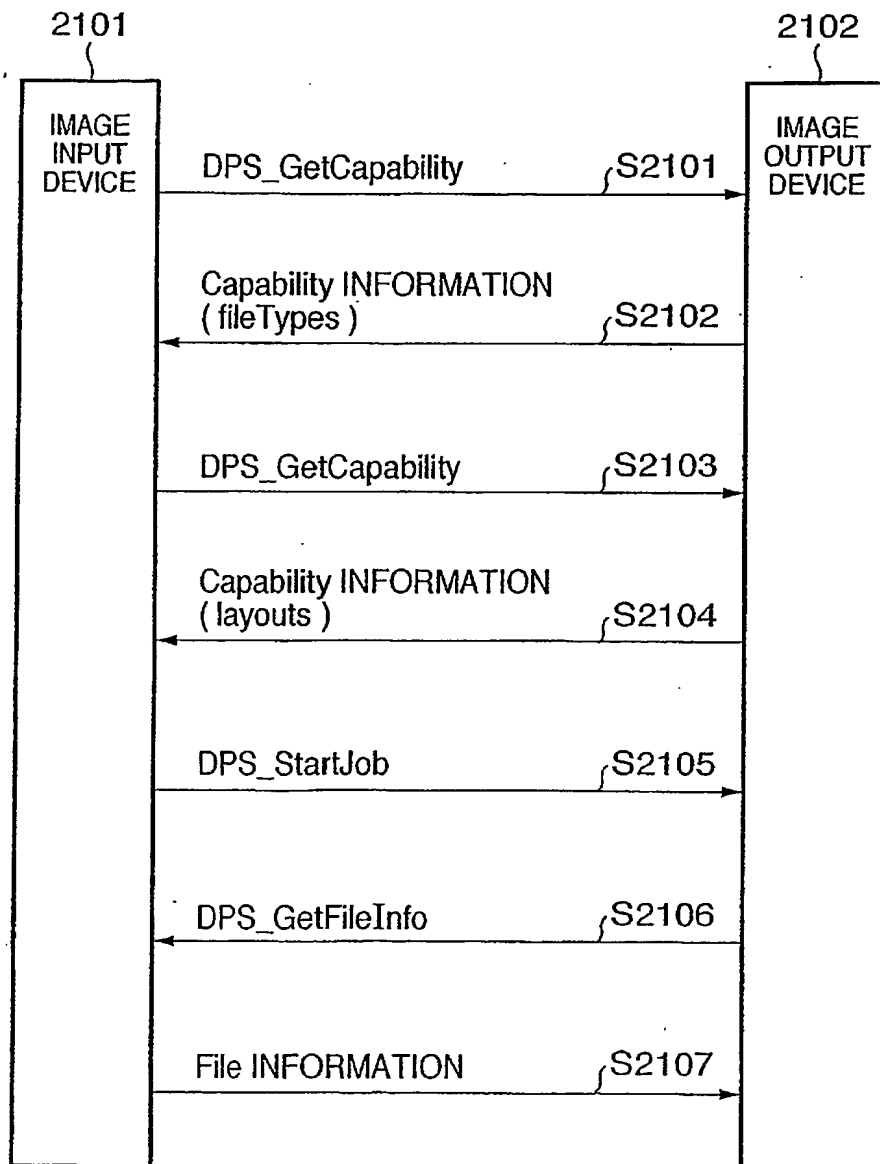 2101
2102
IMAGE
INPUT
DEVICE
IMAGE
OUTPUT
DEVICE
DPS_GetCapability
S2101
Capability INFORMATION
( fileTypes )
S2102
DPS_GetCapability
S2103
Capability INFORMATION
( layouts )
S2104
DPS_StartJob
S2105
DPS_GetFileInfo
S2106
File INFORMATION
S2107